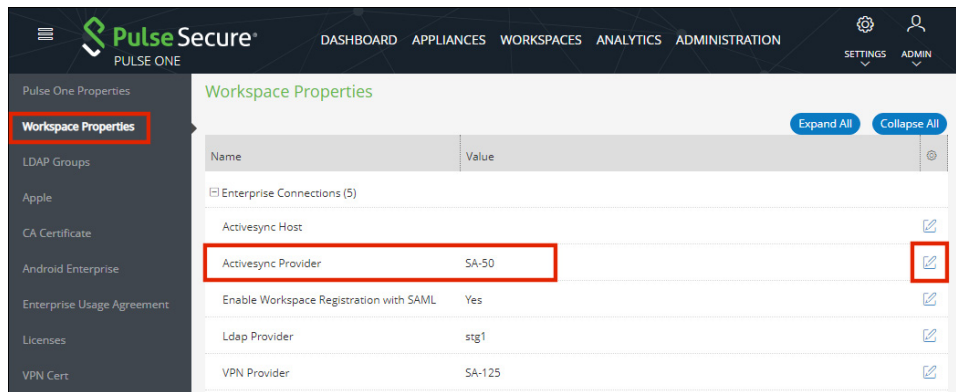 Pulse Secure®
PULSE ONE
DASHBOARD APPLIANCES WORKSPACES ANALYTICS ADMINISTRATION
SETTINGS ADMIN
Pulse One Properties
Workspace Properties
LDAP Groups
Apple
CA Certificate
Android Enterprise
Enterprise Usage Agreement
Licenses
VPN Cert
Workspace Properties
Expand All Collapse All
Name Value
Enterprise Connections (5)
Activesync Host
Activesync Provider SA-50
Enable Workspace Registration with SAML Yes
Ldap Provider stg1
VPN Provider SA-125